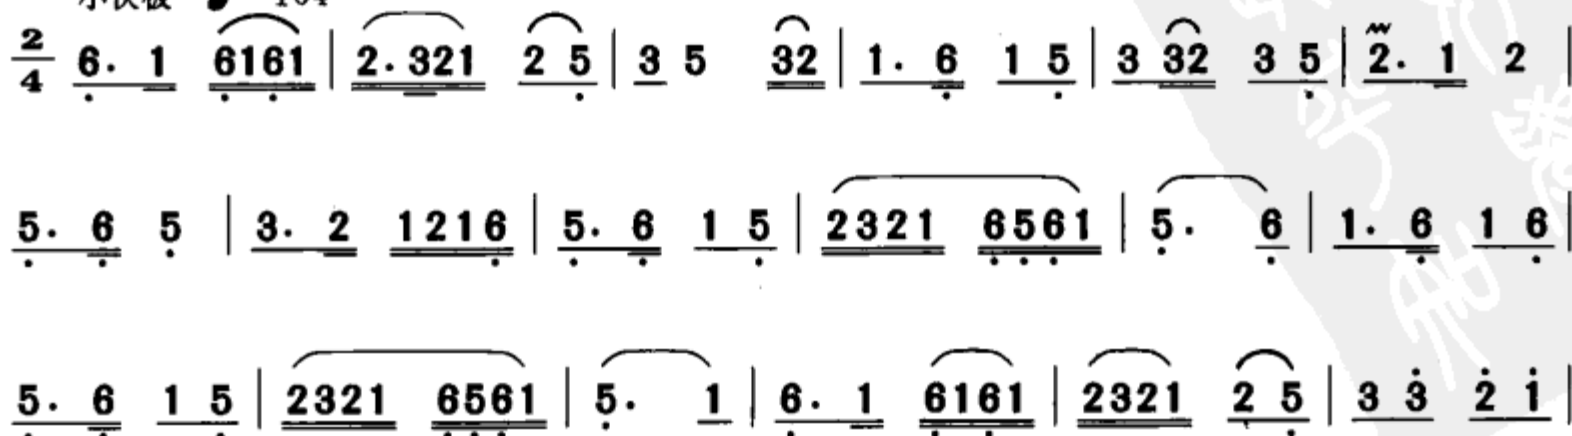 2/4 6. 1 6161 | 2.321 2 5 | 3 5 32 | 1. 6 1 5 | 3 32 3 5 | 2. 1 2 |
5. 6 5 | 3. 2 1216 | 5. 6 1 5 | 2321 6561 | 5. 6 | 1. 6 1 6 |
5. 6 1 5 | 2321 6561 | 5. 1 | 6. 1 6161 | 2321 2 5 | 3 3 2 1 |